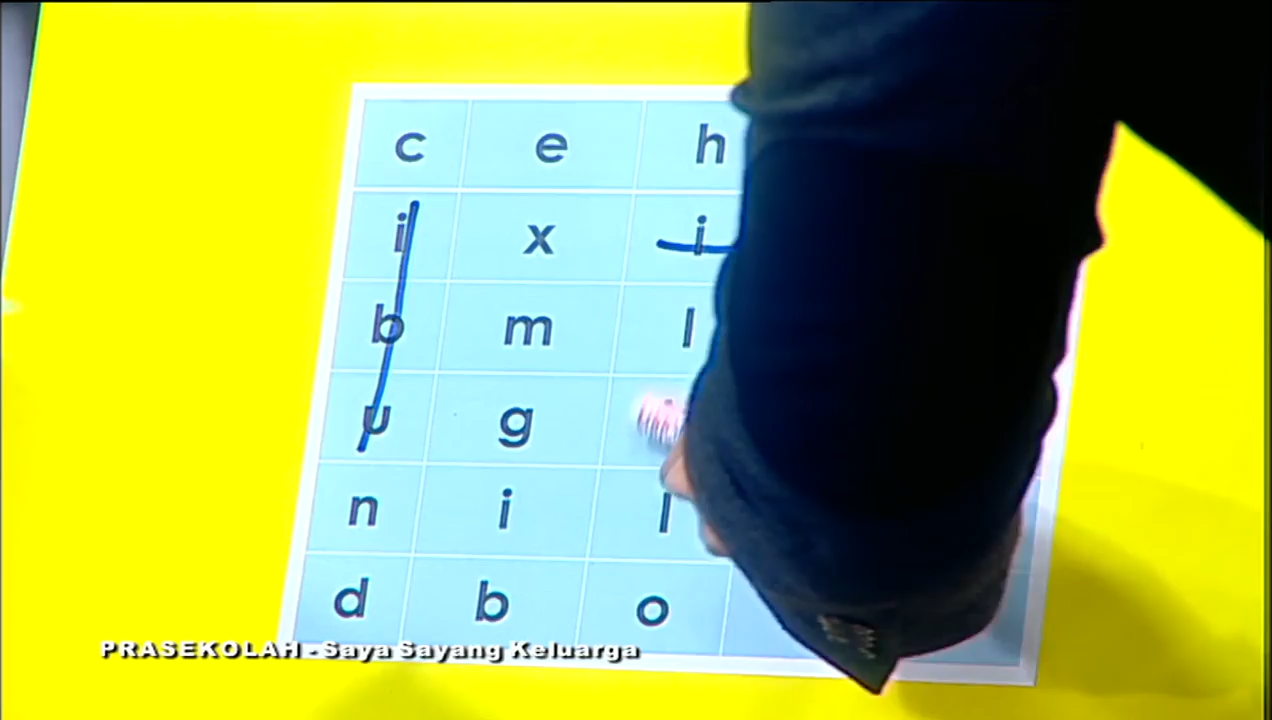 c e h
i x i
b m l
u g
n i l
d b o
PRASEKOLAH - Saya Sayang Keluarga